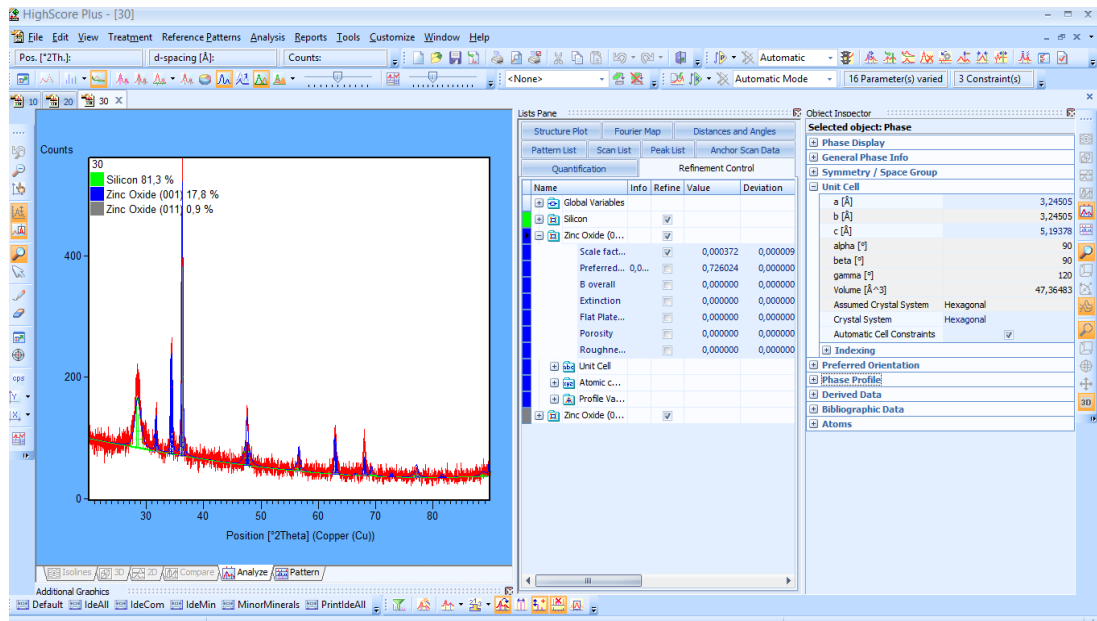 HighScore Plus - [30]
File Edit View Treatment Reference Patterns Analysis Reports Tools Customize Window Help
Pos. [°2Th.]: d-spacing [Å]: Counts: Automatic
<None> Automatic Mode 16 Parameter(s) varied 3 Constraint(s)
10 20 30 X
Lists Pane
Structure Plot Fourier Map Distances and Angles
Pattern List Scan List Peak List Anchor Scan Data
Quantification Refinement Control
Name Info Refine Value Deviation
Global Variables
Silicon
Zinc Oxide (0...
Scale fact... 0,000372 0,000009
Preferred... 0,0... 0,726024 0,000000
B overall 0,000000 0,000000
Extinction 0,000000 0,000000
Flat Plate... 0,000000 0,000000
Porosity 0,000000 0,000000
Roughne... 0,000000 0,000000
Unit Cell
Atomic c...
Profile Va...
Zinc Oxide (0...
Object Inspector
Selected object: Phase
Phase Display
General Phase Info
Symmetry / Space Group
Unit Cell
a [Å] 3,24505
b [Å] 3,24505
c [Å] 5,19378
alpha [°] 90
beta [°] 90
gamma [°] 120
Volume [Å^3] 47,36483
Assumed Crystal System Hexagonal
Crystal System Hexagonal
Automatic Cell Constraints
Indexing
Preferred Orientation
Phase Profile
Derived Data
Bibliographic Data
Atoms
cps
3D
Counts
30
Silicon 81,3 %
Zinc Oxide (001) 17,8 %
Zinc Oxide (011) 0,9 %
400
200
0
30 40 50 60 70 80
Position [°2Theta] (Copper (Cu))
Isolines 3D 2D Compare Analyze Pattern
Additional Graphics
Default IdeAll IdeCom IdeMin MinorMinerals PrintIdeAll